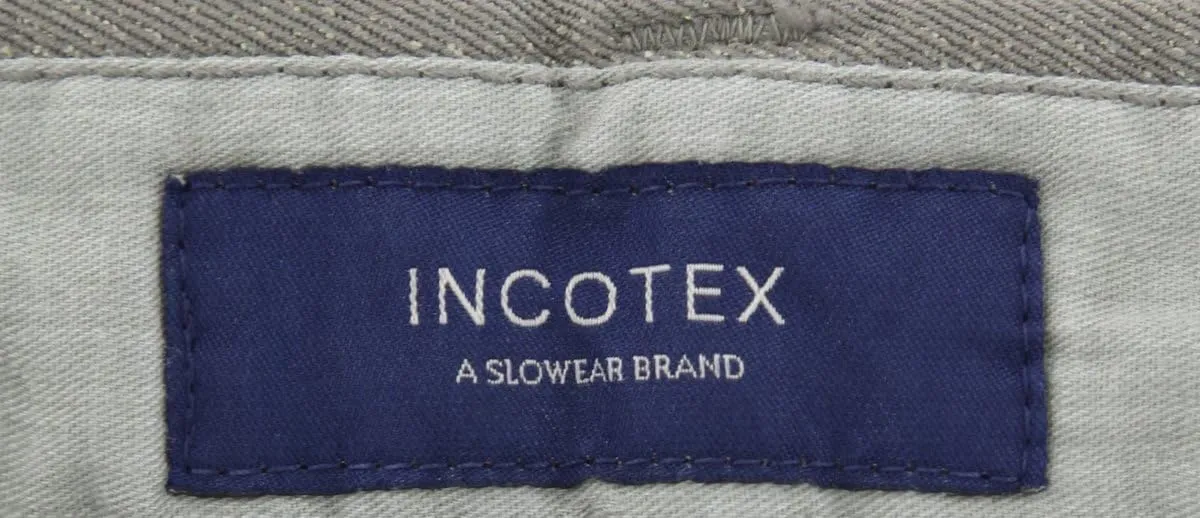 INCOTEX
A SLOWEAR BRAND